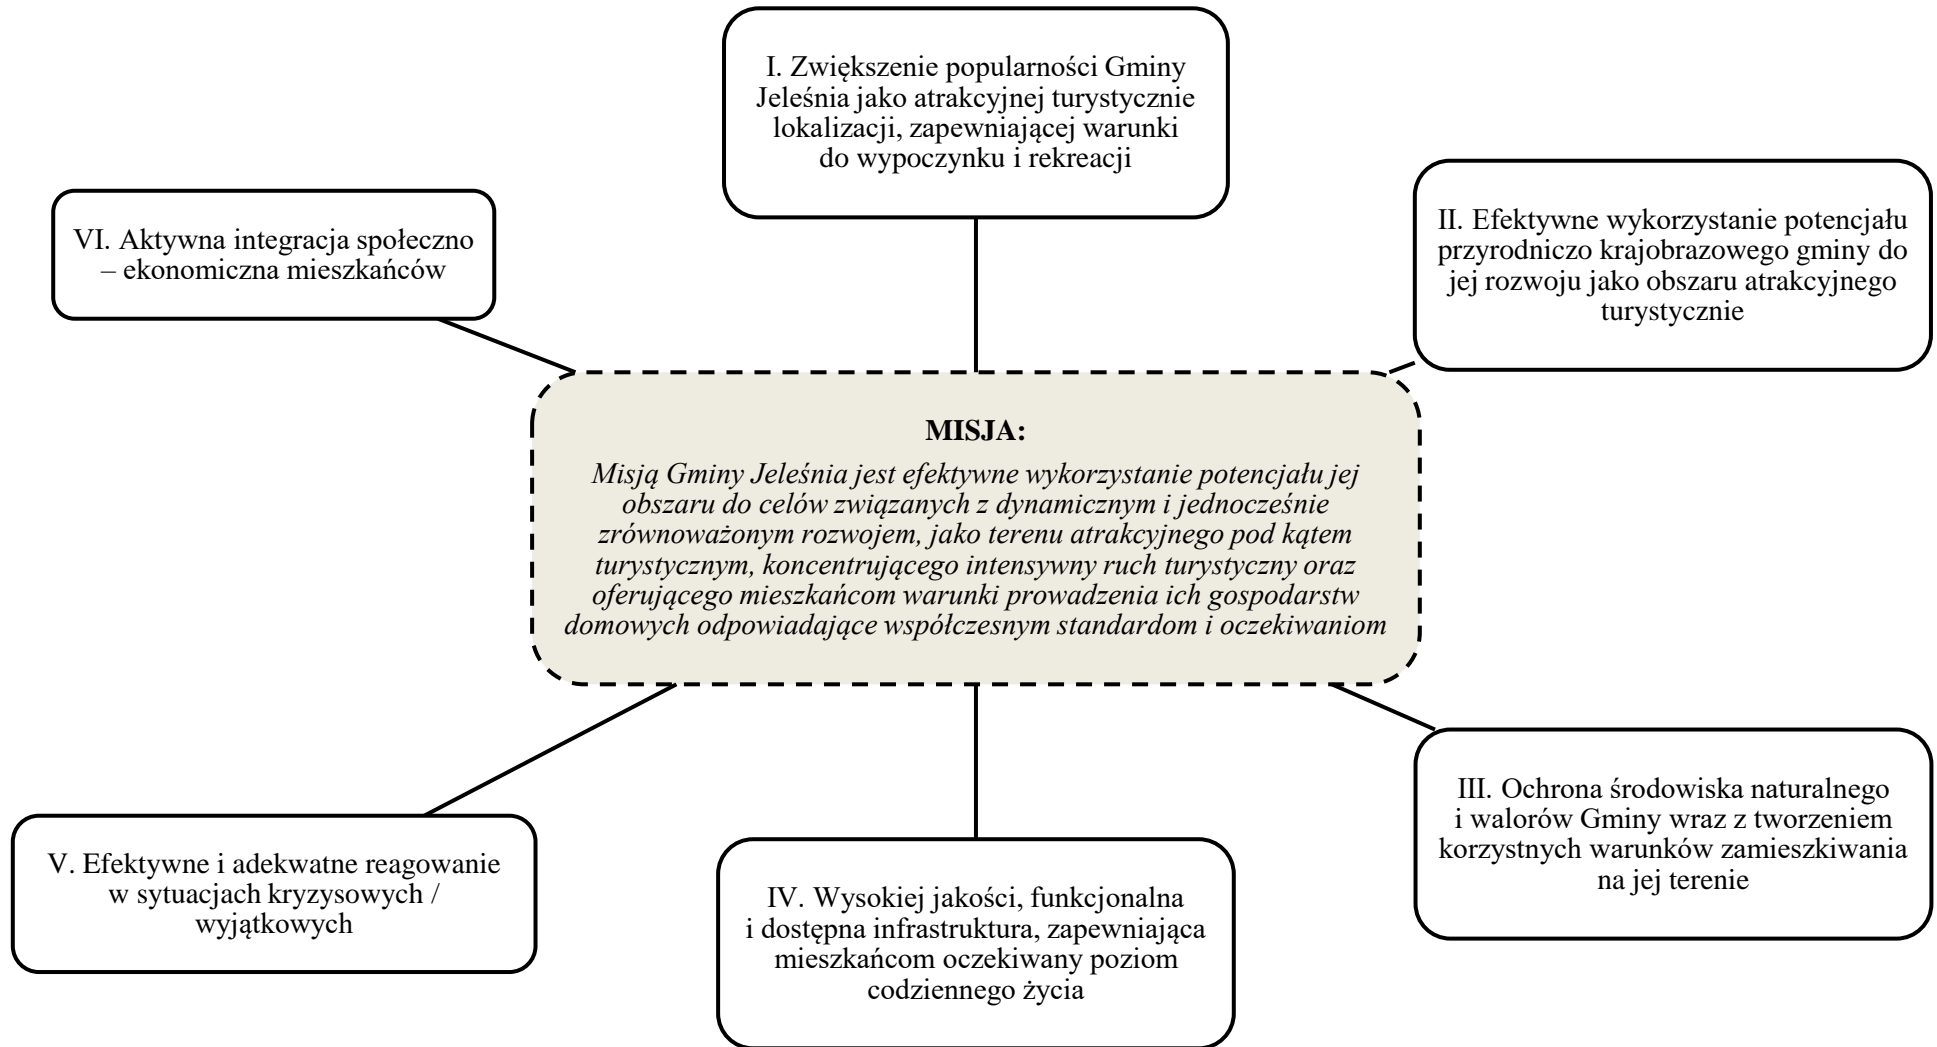 I. Zwiększenie popularności Gminy
Jeleśnia jako atrakcyjnej turystycznie
lokalizacji, zapewniającej warunki
do wypoczynku i rekreacji
II. Efektywne wykorzystanie potencjału
przyrodniczo krajobrazowego gminy do
jej rozwoju jako obszaru atrakcyjnego
turystycznie
VI. Aktywna integracja społeczno
– ekonomiczna mieszkańców
MISJA:
Misją Gminy Jeleśnia jest efektywne wykorzystanie potencjału jej
obszaru do celów związanych z dynamicznym i jednocześnie
zrównoważonym rozwojem, jako terenu atrakcyjnego pod kątem
turystycznym, koncentrującego intensywny ruch turystyczny oraz
oferującego mieszkańcom warunki prowadzenia ich gospodarstw
domowych odpowiadające współczesnym standardom i oczekiwaniom
III. Ochrona środowiska naturalnego
i walorów Gminy wraz z tworzeniem
korzystnych warunków zamieszkiwania
na jej terenie
IV. Wysokiej jakości, funkcjonalna
i dostępna infrastruktura, zapewniająca
mieszkańcom oczekiwany poziom
codziennego życia
V. Efektywne i adekwatne reagowanie
w sytuacjach kryzysowych /
wyjątkowych